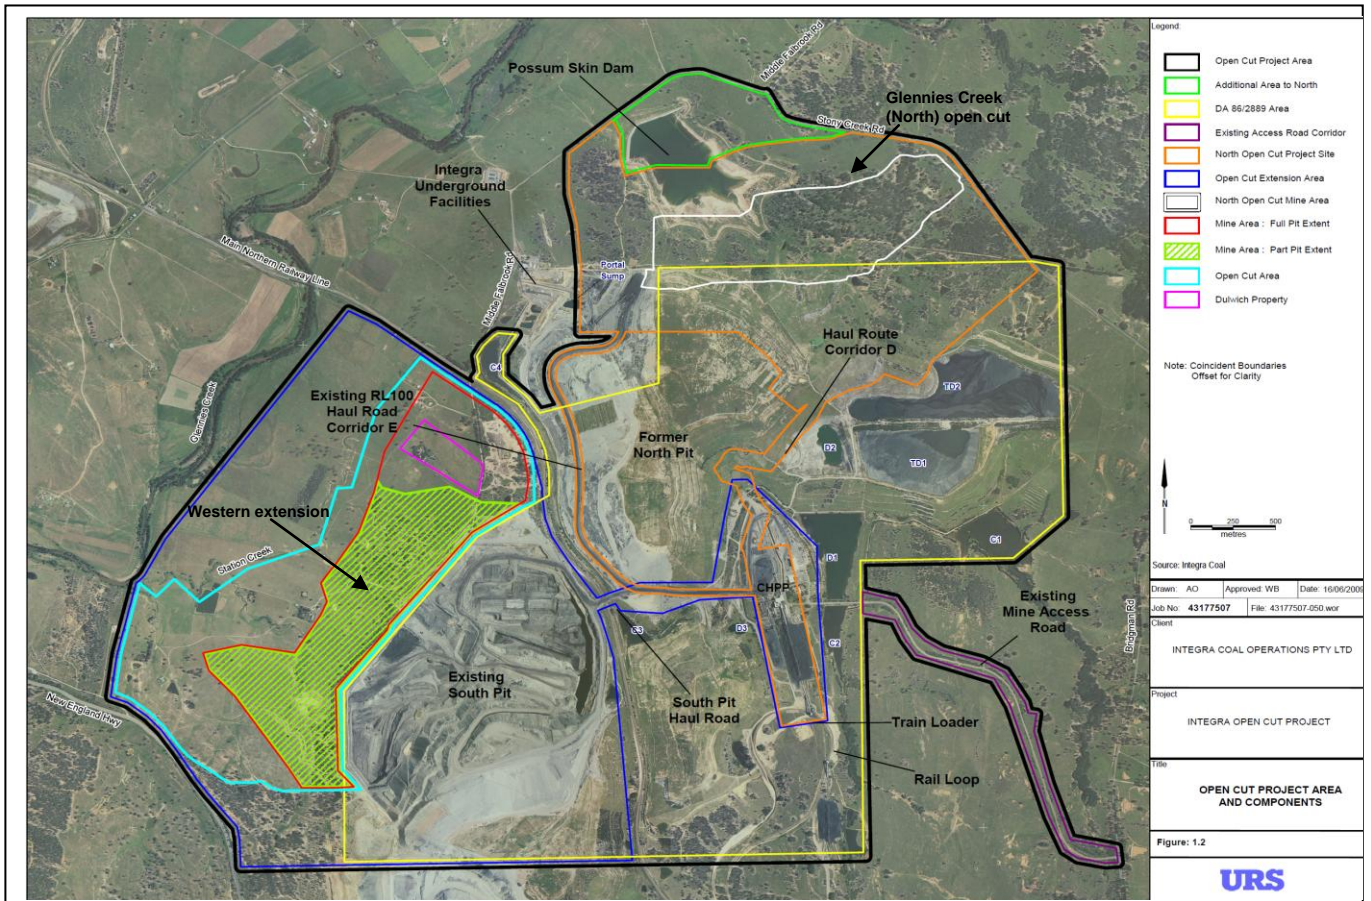 Middle Falbrook Rd
Possum Skin Dam
Glennies Creek
(North) open cut
Stony Creek Rd
Integra
Underground
Facilities
Main Northern Railway Line
Middle Falbrook Rd
Portal
Sump
Haul Route
Corridor D
C4
Glennies Creek
Existing RL100
Haul Road
Corridor E
Former
North Pit
TD2
D2
TD1
Western extension
Station Creek
C1
D1
CHPP
Existing
Mine Access
Road
Bridgman Rd
E3
D3
C2
Existing
South Pit
South Pit
Haul Road
New England Hwy
Train Loader
Rail Loop
Legend:
Open Cut Project Area
Additional Area to North
DA 86/2889 Area
Existing Access Road Corridor
North Open Cut Project Site
Open Cut Extension Area
North Open Cut Mine Area
Mine Area : Full Pit Extent
Mine Area : Part Pit Extent
Open Cut Area
Dulwich Property
Note: Coincident Boundaries
Offset for Clarity
N
0 250 500
metres
Source: Integra Coal
Drawn: AO Approved: WB Date: 16/06/2009
Job No: 43177507 File: 43177507-050.wor
Client
INTEGRA COAL OPERATIONS PTY LTD
Project
INTEGRA OPEN CUT PROJECT
Title
OPEN CUT PROJECT AREA
AND COMPONENTS
Figure: 1.2
URS